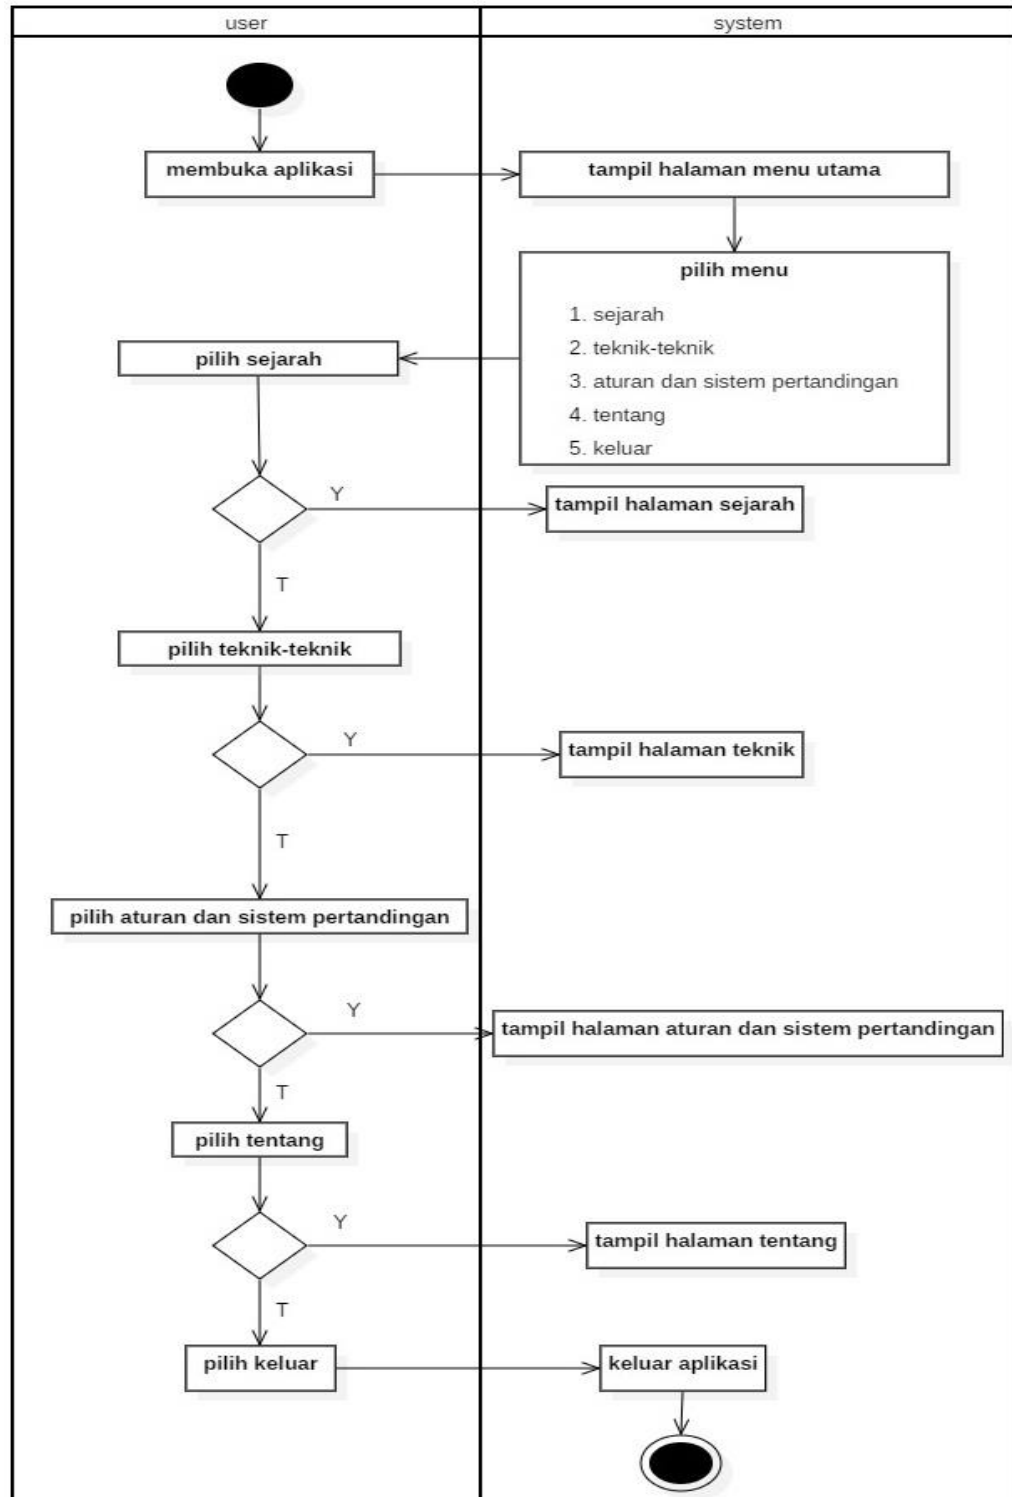 user
system
membuka aplikasi
tampil halaman menu utama
pilih menu
1. sejarah
2. teknik-teknik
3. aturan dan sistem pertandingan
4. tentang
5. keluar
pilih sejarah
Y
tampil halaman sejarah
T
pilih teknik-teknik
Y
tampil halaman teknik
T
pilih aturan dan sistem pertandingan
Y
tampil halaman aturan dan sistem pertandingan
T
pilih tentang
Y
tampil halaman tentang
T
pilih keluar
keluar aplikasi